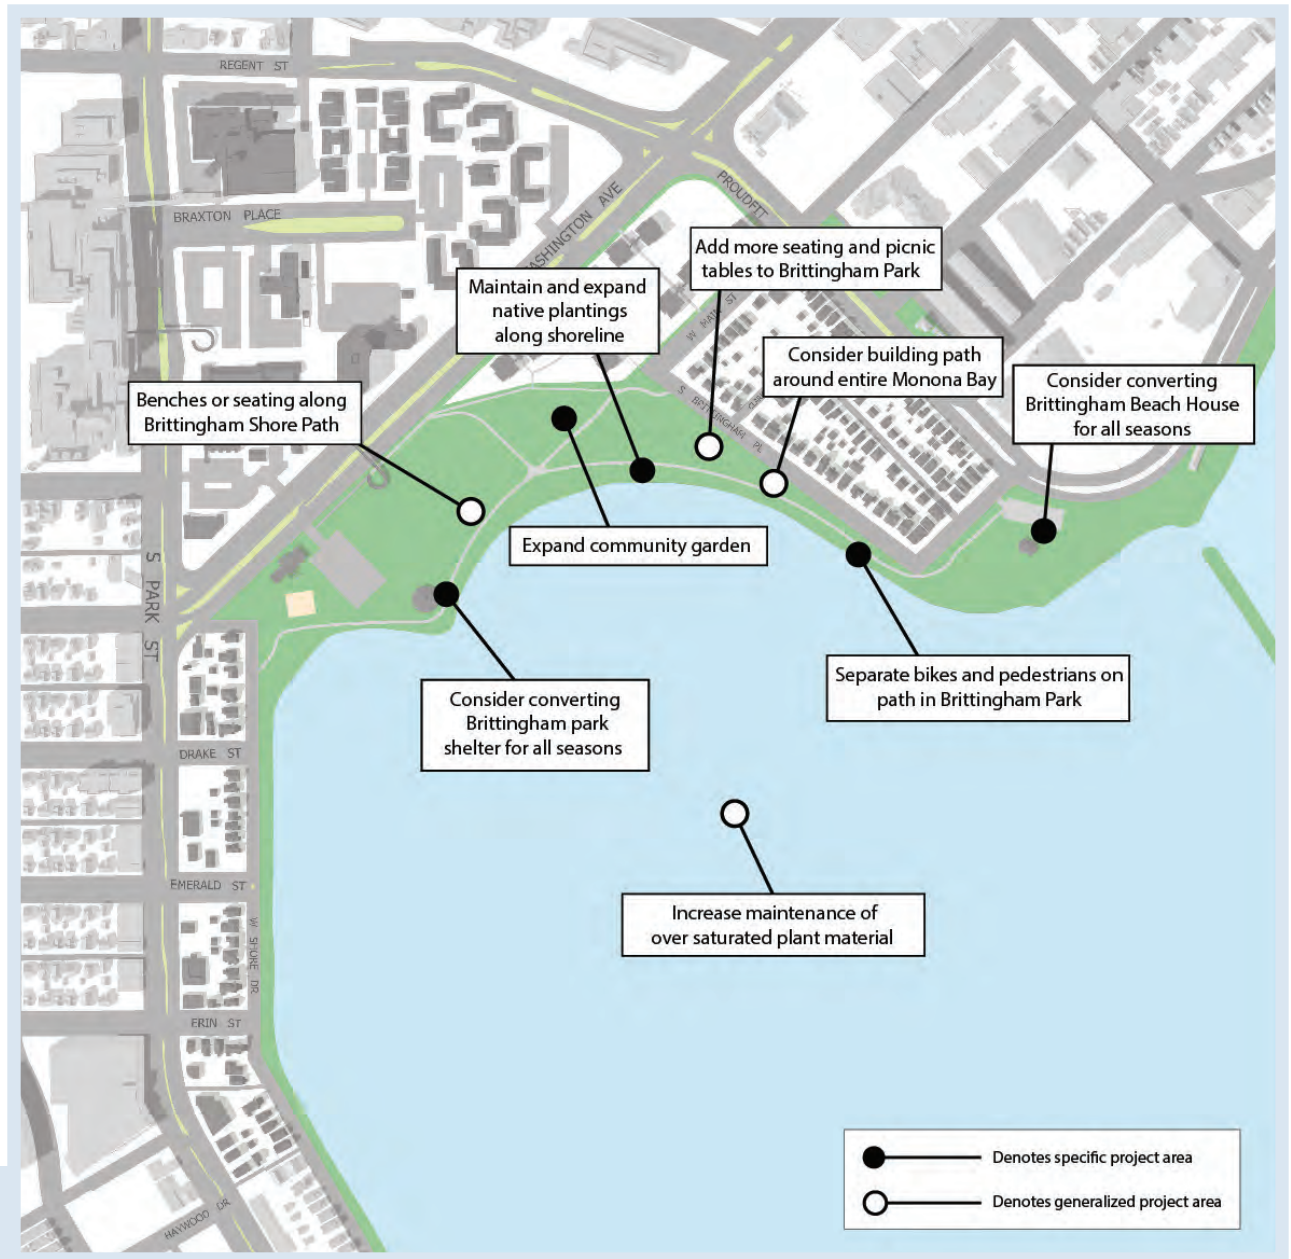 REGENT ST
BRAXTON PLACE
WASHINGTON AVE
PROUDFIT
Add more seating and picnic
tables to Brittingham Park
Maintain and expand
native plantings
along shoreline
W MAIN ST
Consider building path
around entire Monona Bay
Consider converting
Brittingham Beach House
for all seasons
Benches or seating along
Brittingham Shore Path
S BRITTINGHAM PL
Expand community garden
S PARK ST
Separate bikes and pedestrians on
path in Brittingham Park
Consider converting
Brittingham park
shelter for all seasons
DRAKE ST
EMERALD ST
Increase maintenance of
over saturated plant material
W SHORE DR
ERIN ST
HAYWOOD DR
Denotes specific project area
Denotes generalized project area